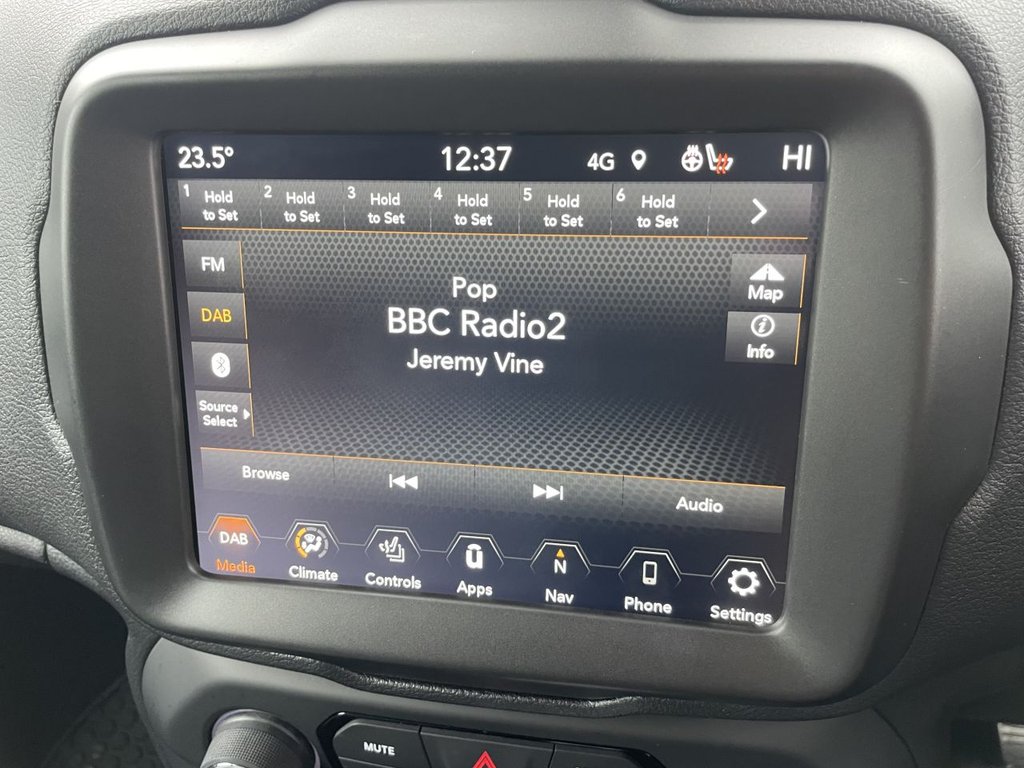 23.5° 12:37 4G HI
1 Hold to Set
2 Hold to Set
3 Hold to Set
4 Hold to Set
5 Hold to Set
6 Hold to Set
FM
DAB
Source
Select
Pop
BBC Radio2
Jeremy Vine
Map
Info
Browse
Audio
DAB
Media
Climate
Controls
Apps
N
Nav
Phone
Settings
MUTE